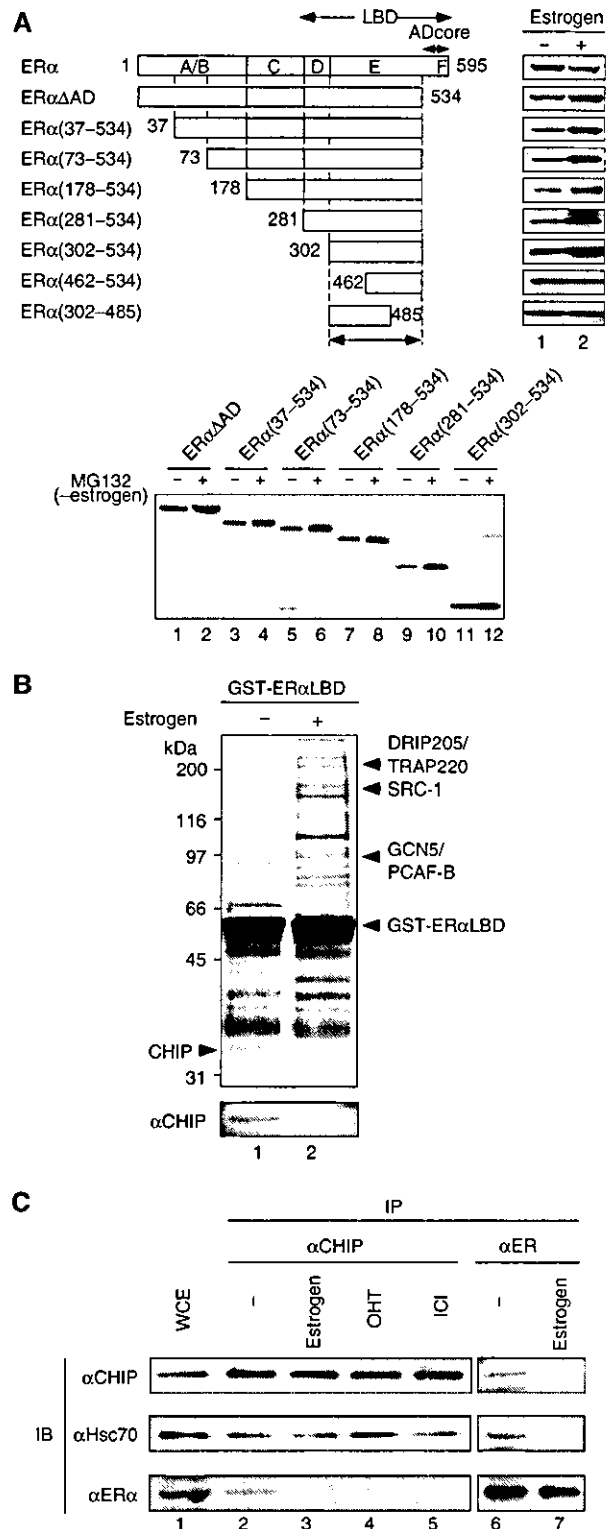 A
LBD
ADcore
Estrogen
− +
ERα 1 A/B C D E F 595
ERαΔAD 534
ERα(37–534) 37
ERα(73–534) 73
ERα(178–534) 178
ERα(281–534) 281
ERα(302–534) 302
ERα(462–534) 462
ERα(302–485) 485
1 2
ERαΔAD ERα(37–534) ERα(73–534) ERα(178–534) ERα(281–534) ERα(302–534)
MG132 − + − + − + − + − + − +
(−estrogen)
1 2 3 4 5 6 7 8 9 10 11 12
B
GST-ERαLBD
Estrogen − +
kDa
DRIP205/
TRAP220
200
SRC-1
116
GCN5/
PCAF-B
97
66
GST-ERαLBD
45
CHIP
31
αCHIP
1 2
C
IP
αCHIP αER
WCE − Estrogen OHT ICI − Estrogen
αCHIP
IB αHsc70
αERα
1 2 3 4 5 6 7